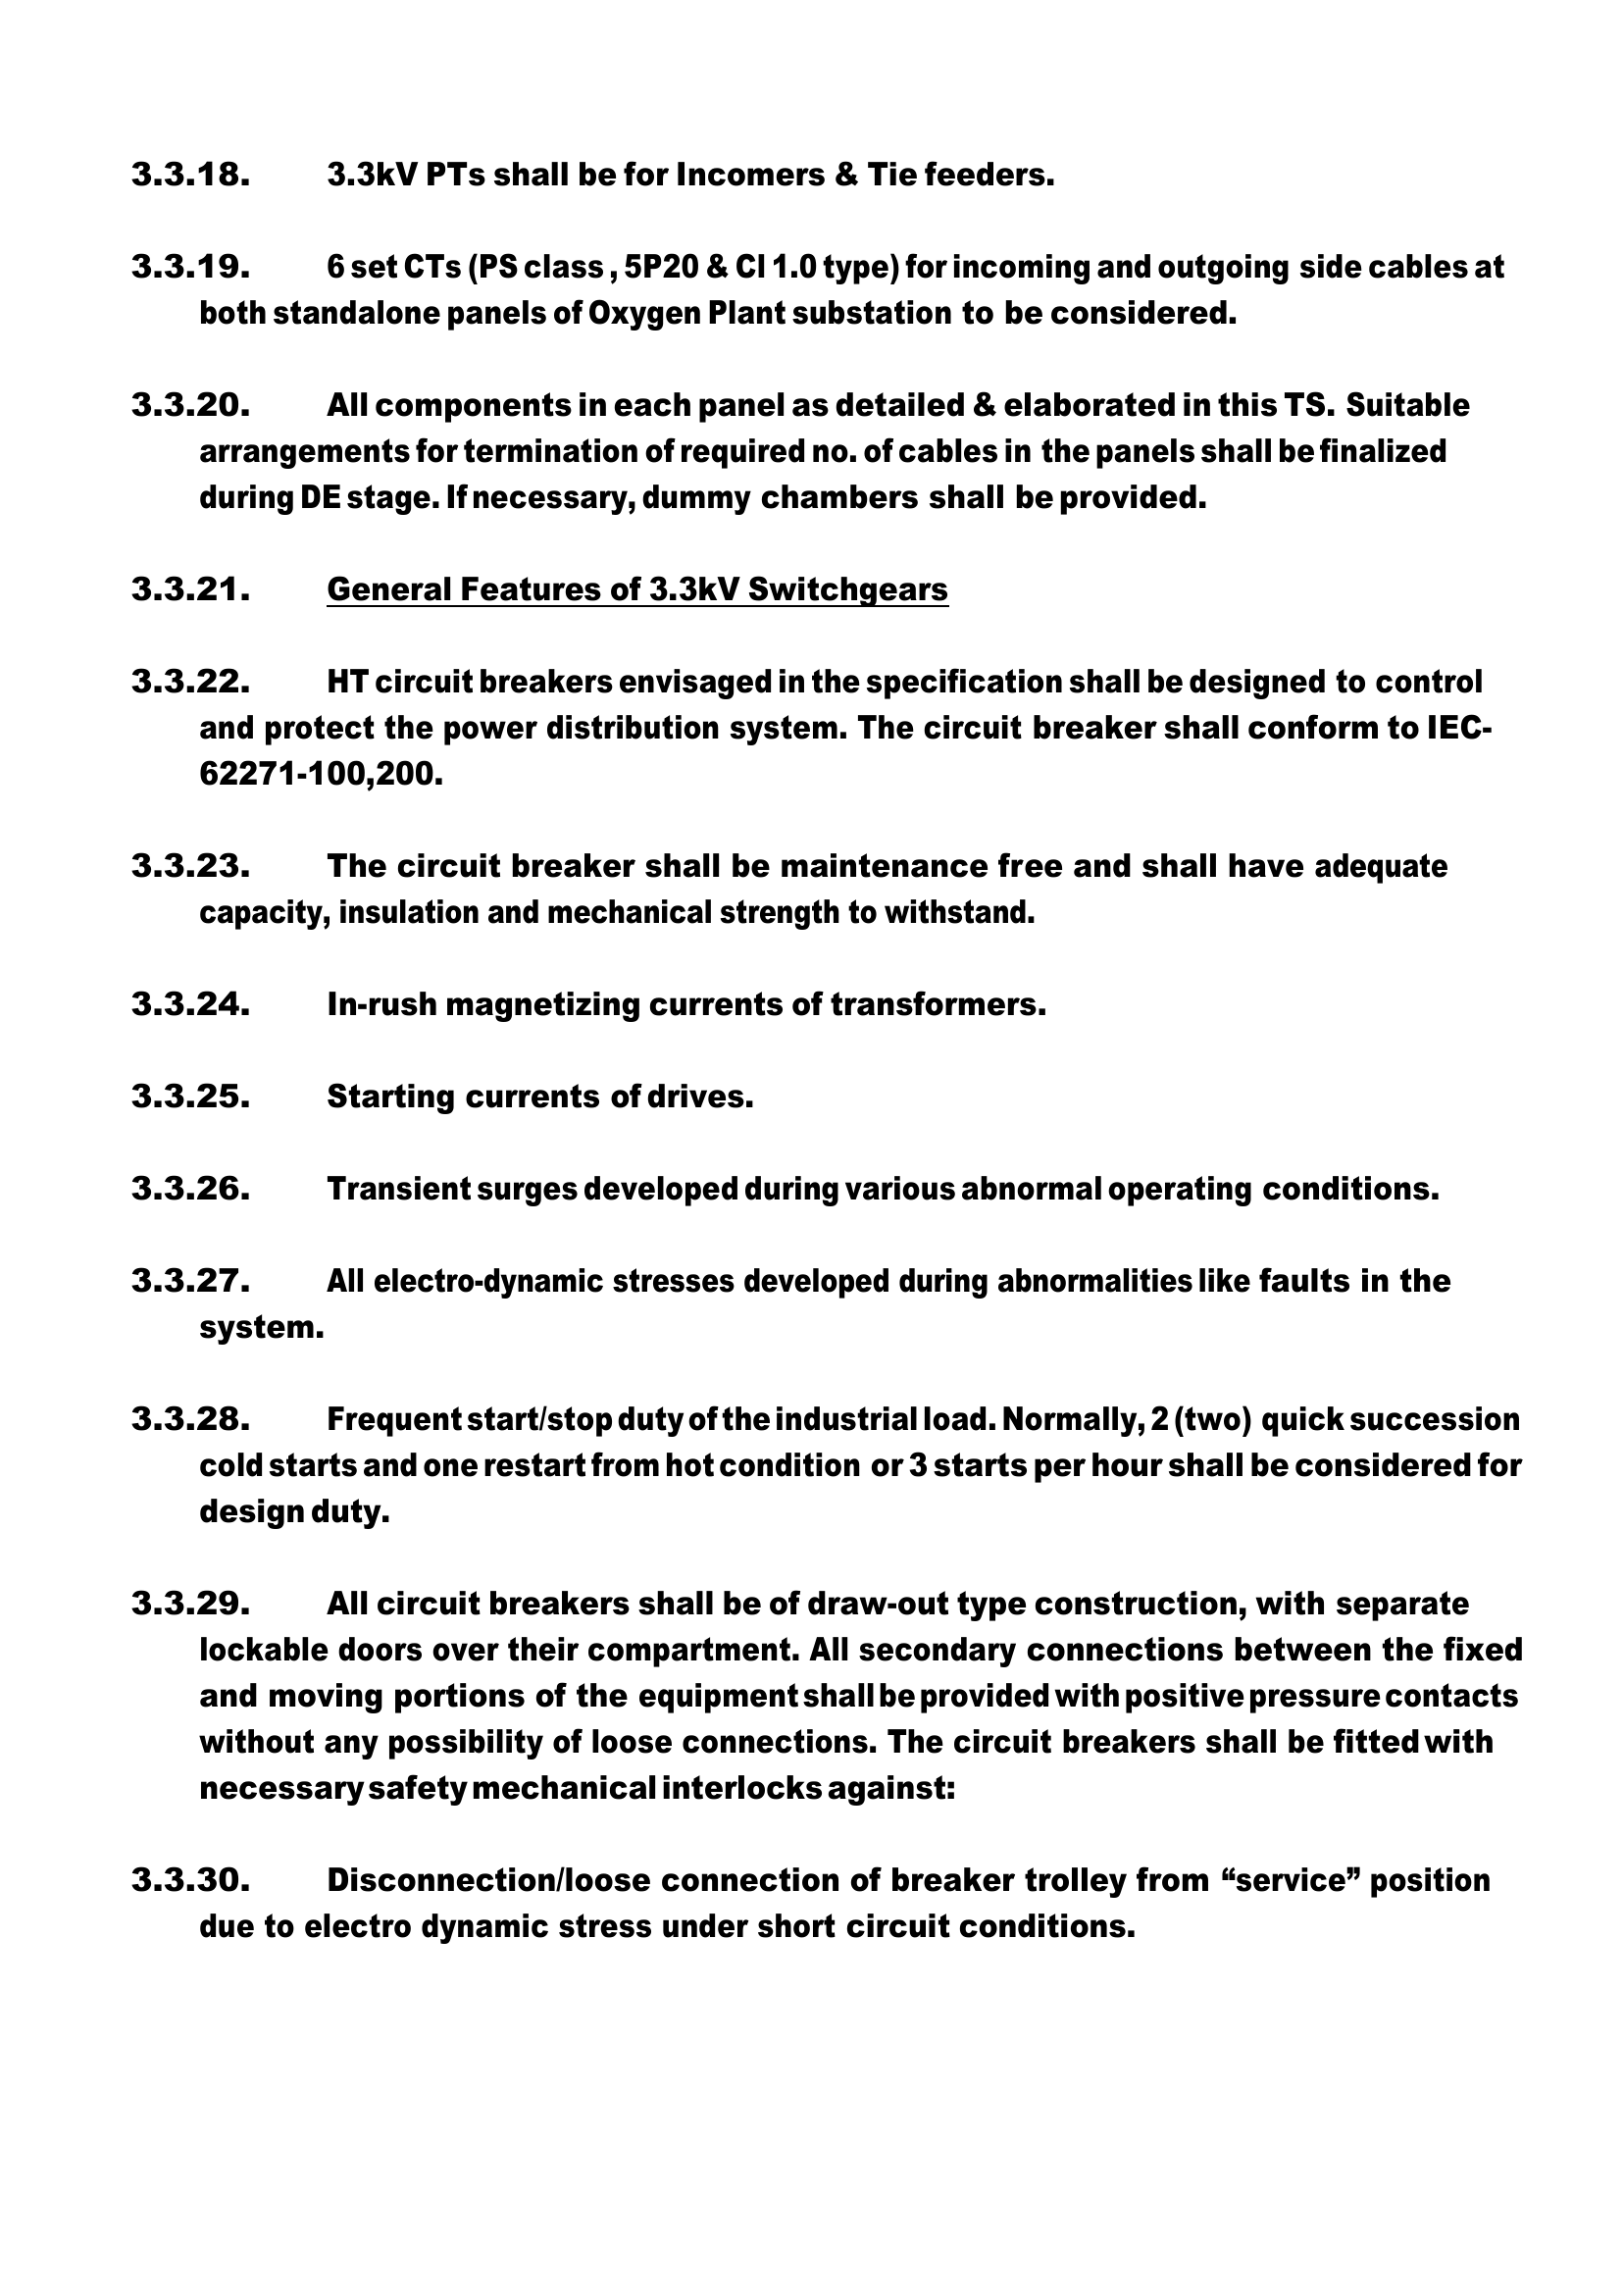 3.3.18. 3.3kV PTs shall be for Incomers & Tie feeders.
3.3.19. 6 set CTs (PS class , 5P20 & Cl 1.0 type) for incoming and outgoing side cables at
both standalone panels of Oxygen Plant substation to be considered.
3.3.20. All components in each panel as detailed & elaborated in this TS. Suitable
arrangements for termination of required no. of cables in the panels shall be finalized
during DE stage. If necessary, dummy chambers shall be provided.
3.3.21. General Features of 3.3kV Switchgears
3.3.22. HT circuit breakers envisaged in the specification shall be designed to control
and protect the power distribution system. The circuit breaker shall conform to IEC-
62271-100,200.
3.3.23. The circuit breaker shall be maintenance free and shall have adequate
capacity, insulation and mechanical strength to withstand.
3.3.24. In-rush magnetizing currents of transformers.
3.3.25. Starting currents of drives.
3.3.26. Transient surges developed during various abnormal operating conditions.
3.3.27. All electro-dynamic stresses developed during abnormalities like faults in the
system.
3.3.28. Frequent start/stop duty of the industrial load. Normally, 2 (two) quick succession
cold starts and one restart from hot condition or 3 starts per hour shall be considered for
design duty.
3.3.29. All circuit breakers shall be of draw-out type construction, with separate
lockable doors over their compartment. All secondary connections between the fixed
and moving portions of the equipment shall be provided with positive pressure contacts
without any possibility of loose connections. The circuit breakers shall be fitted with
necessary safety mechanical interlocks against:
3.3.30. Disconnection/loose connection of breaker trolley from “service” position
due to electro dynamic stress under short circuit conditions.